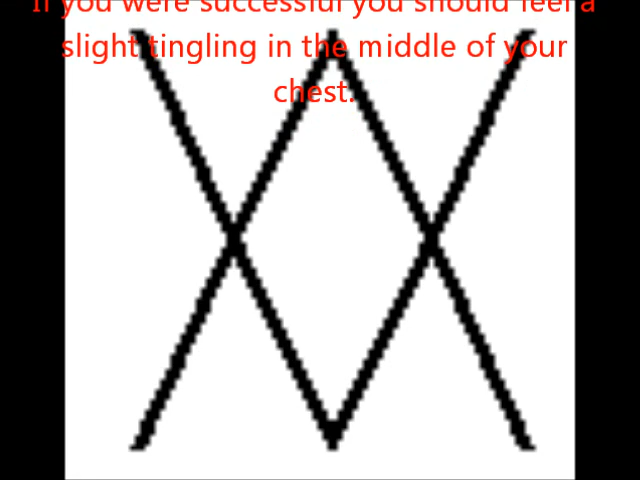 If you were successful you should feel a
slight tingling in the middle of your
chest.